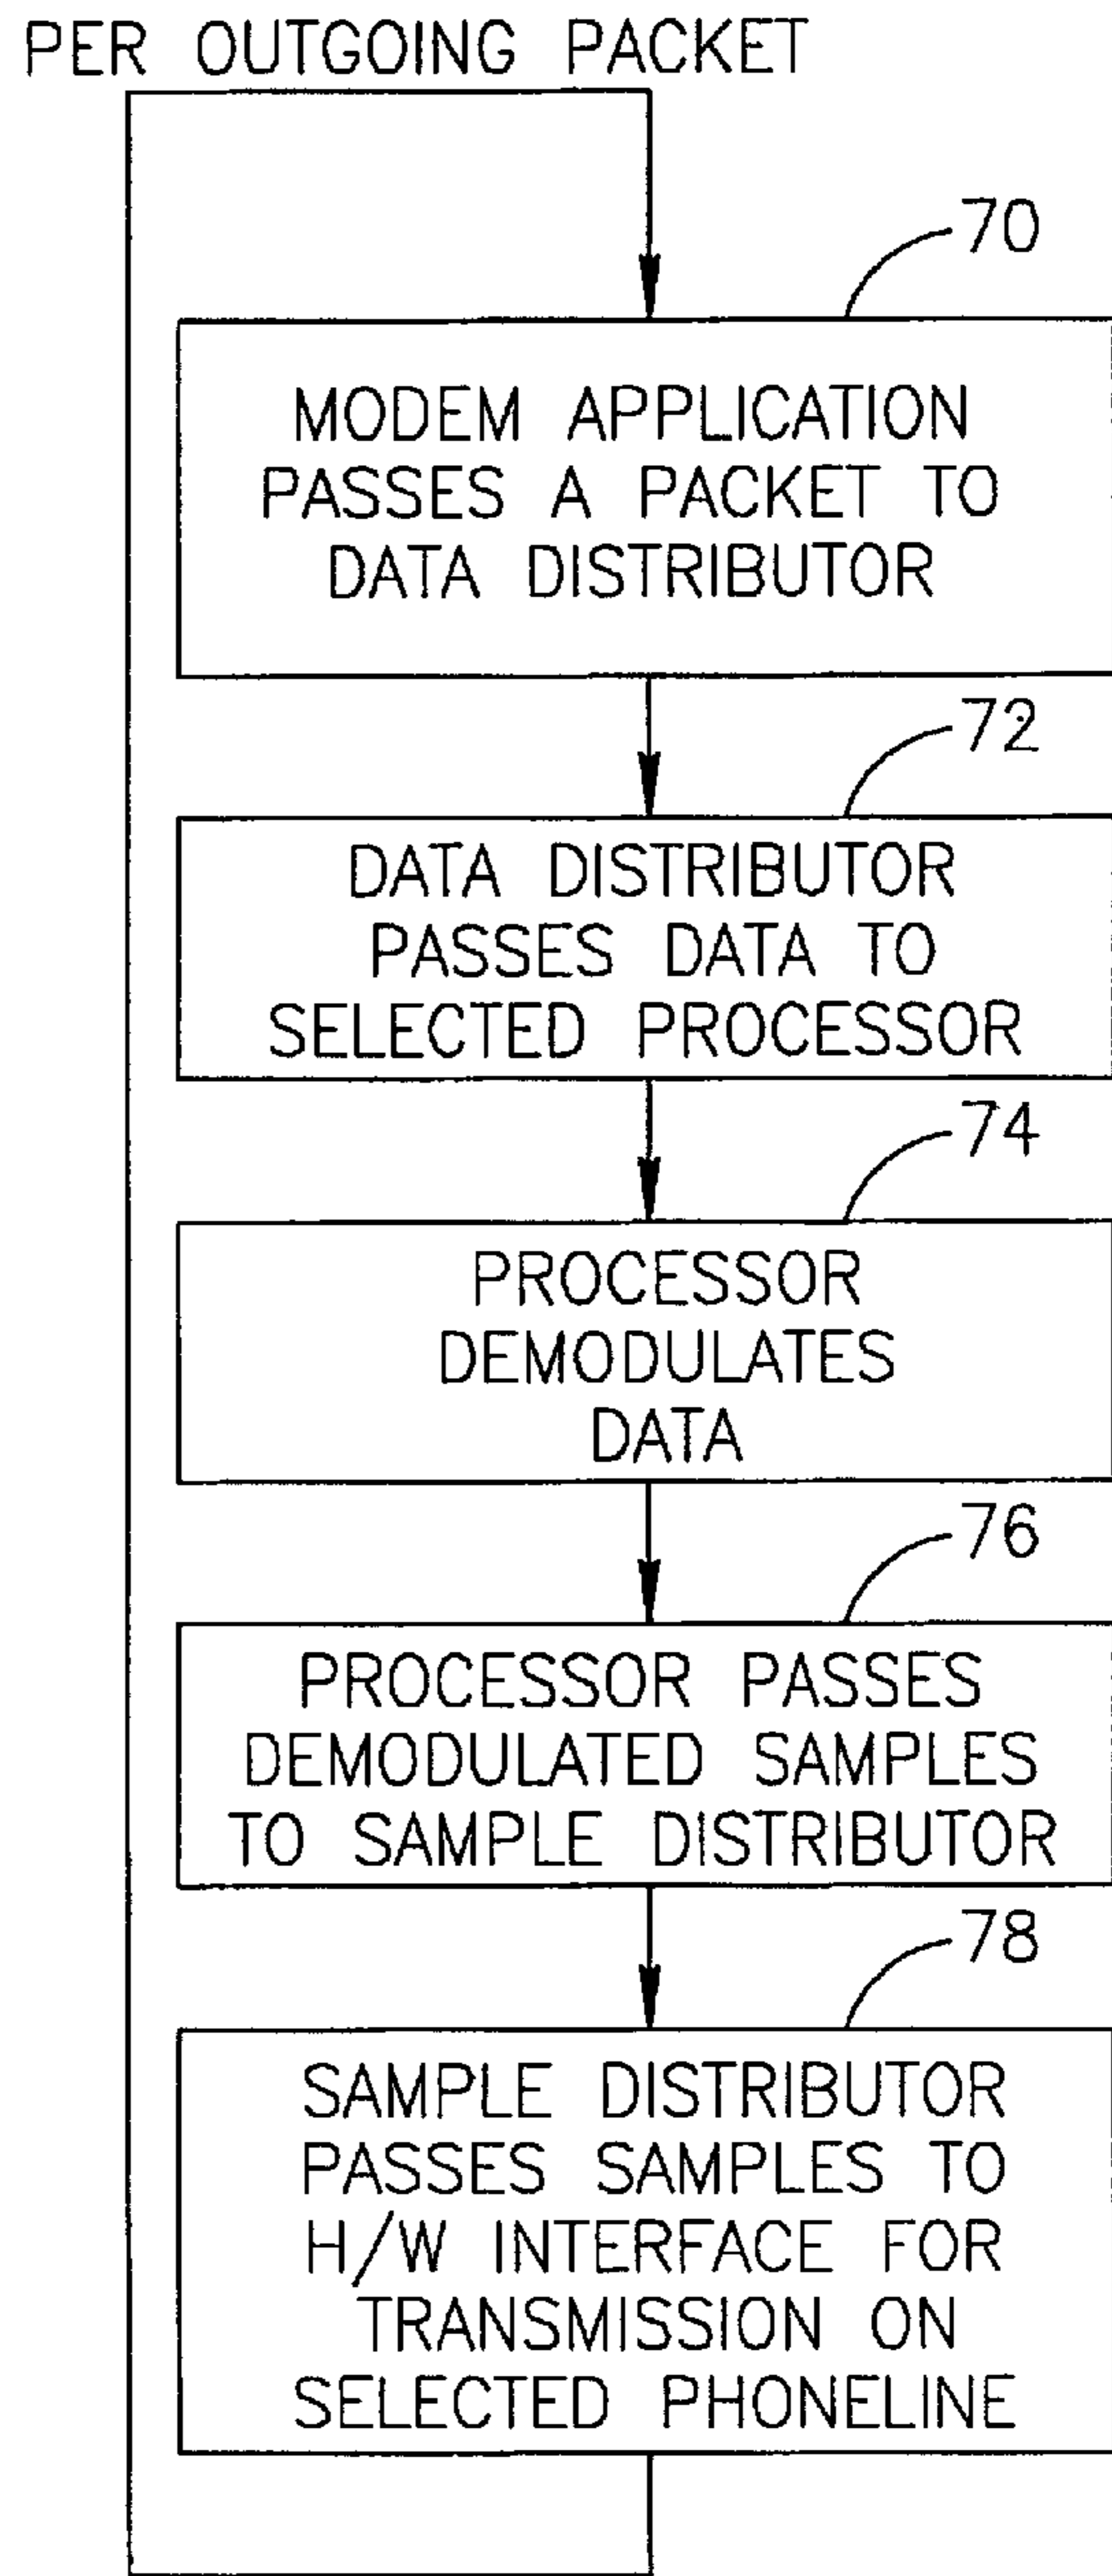 PER OUTGOING PACKET
70
MODEM APPLICATION
PASSES A PACKET TO
DATA DISTRIBUTOR
72
DATA DISTRIBUTOR
PASSES DATA TO
SELECTED PROCESSOR
74
PROCESSOR
DEMODULATES
DATA
76
PROCESSOR PASSES
DEMODULATED SAMPLES
TO SAMPLE DISTRIBUTOR
78
SAMPLE DISTRIBUTOR
PASSES SAMPLES TO
H/W INTERFACE FOR
TRANSMISSION ON
SELECTED PHONELINE